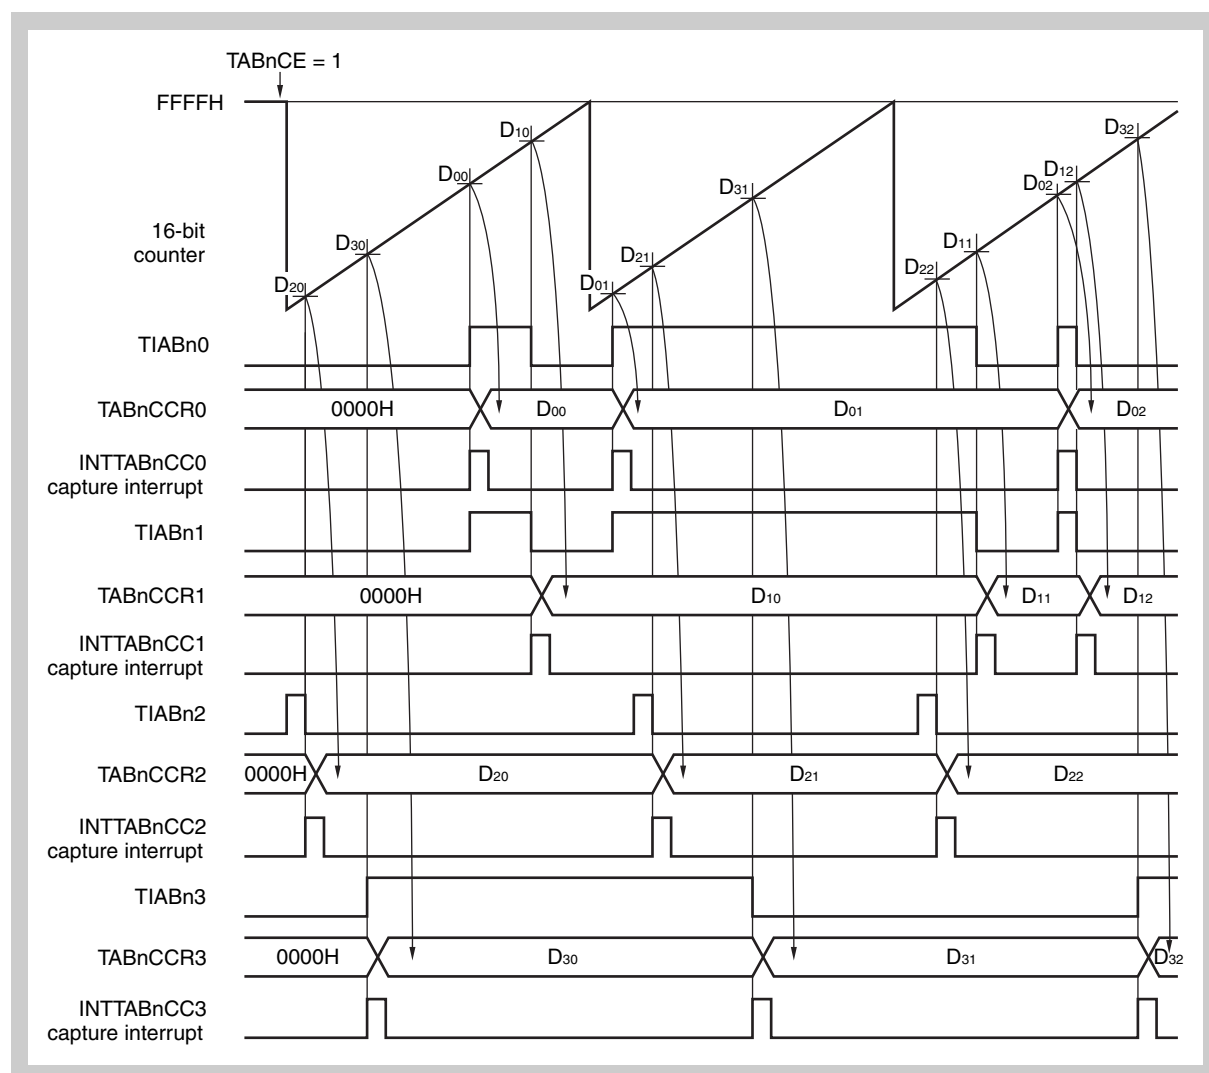 TABnCE = 1
FFFFH
D10
D32
D00
D12
D31
D02
16-bit
counter
D30
D11
D21
D22
D20
D01
TIABn0
TABnCCR0
0000H
D00
D01
D02
INTTABnCC0
capture interrupt
TIABn1
TABnCCR1
0000H
D10
D11
D12
INTTABnCC1
capture interrupt
TIABn2
TABnCCR2
0000H
D20
D21
D22
INTTABnCC2
capture interrupt
TIABn3
TABnCCR3
0000H
D30
D31
D32
INTTABnCC3
capture interrupt